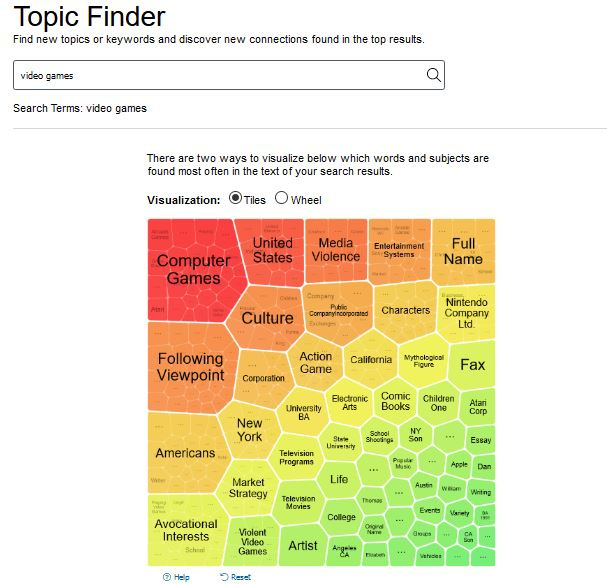 Topic Finder
Find new topics or keywords and discover new connections found in the top results.
video games
Search Terms: video games
There are two ways to visualize below which words and subjects are
found most often in the text of your search results.
Visualization: Tiles Wheel
Computer
Games
Atari
United
States
Media
Violence
Entertainment
Systems
Full
Name
Culture
Company
Public
CompanyIncorporated
Exchanges
Characters
Nintendo
Company
Ltd.
Following
Viewpoint
Corporation
Action
Game
California
Mythological
Figure
Fax
Americans
New
York
University
BA
Electronic
Arts
Comic
Books
Children
One
Atari
Corp
State
University
School
Shootings
NY
Son
Essay
Television
Programs
Popular
Music
Apple
Dan
Market
Strategy
Life
Austin
William
Writing
Television
Movies
Thomas
Events
Variety
Avocational
Interests
School
Violent
Video
Games
College
Original
Name
Groups
CA
Son
Artist
Angeles
CA
Elizabeth
Vehicles
Help Reset